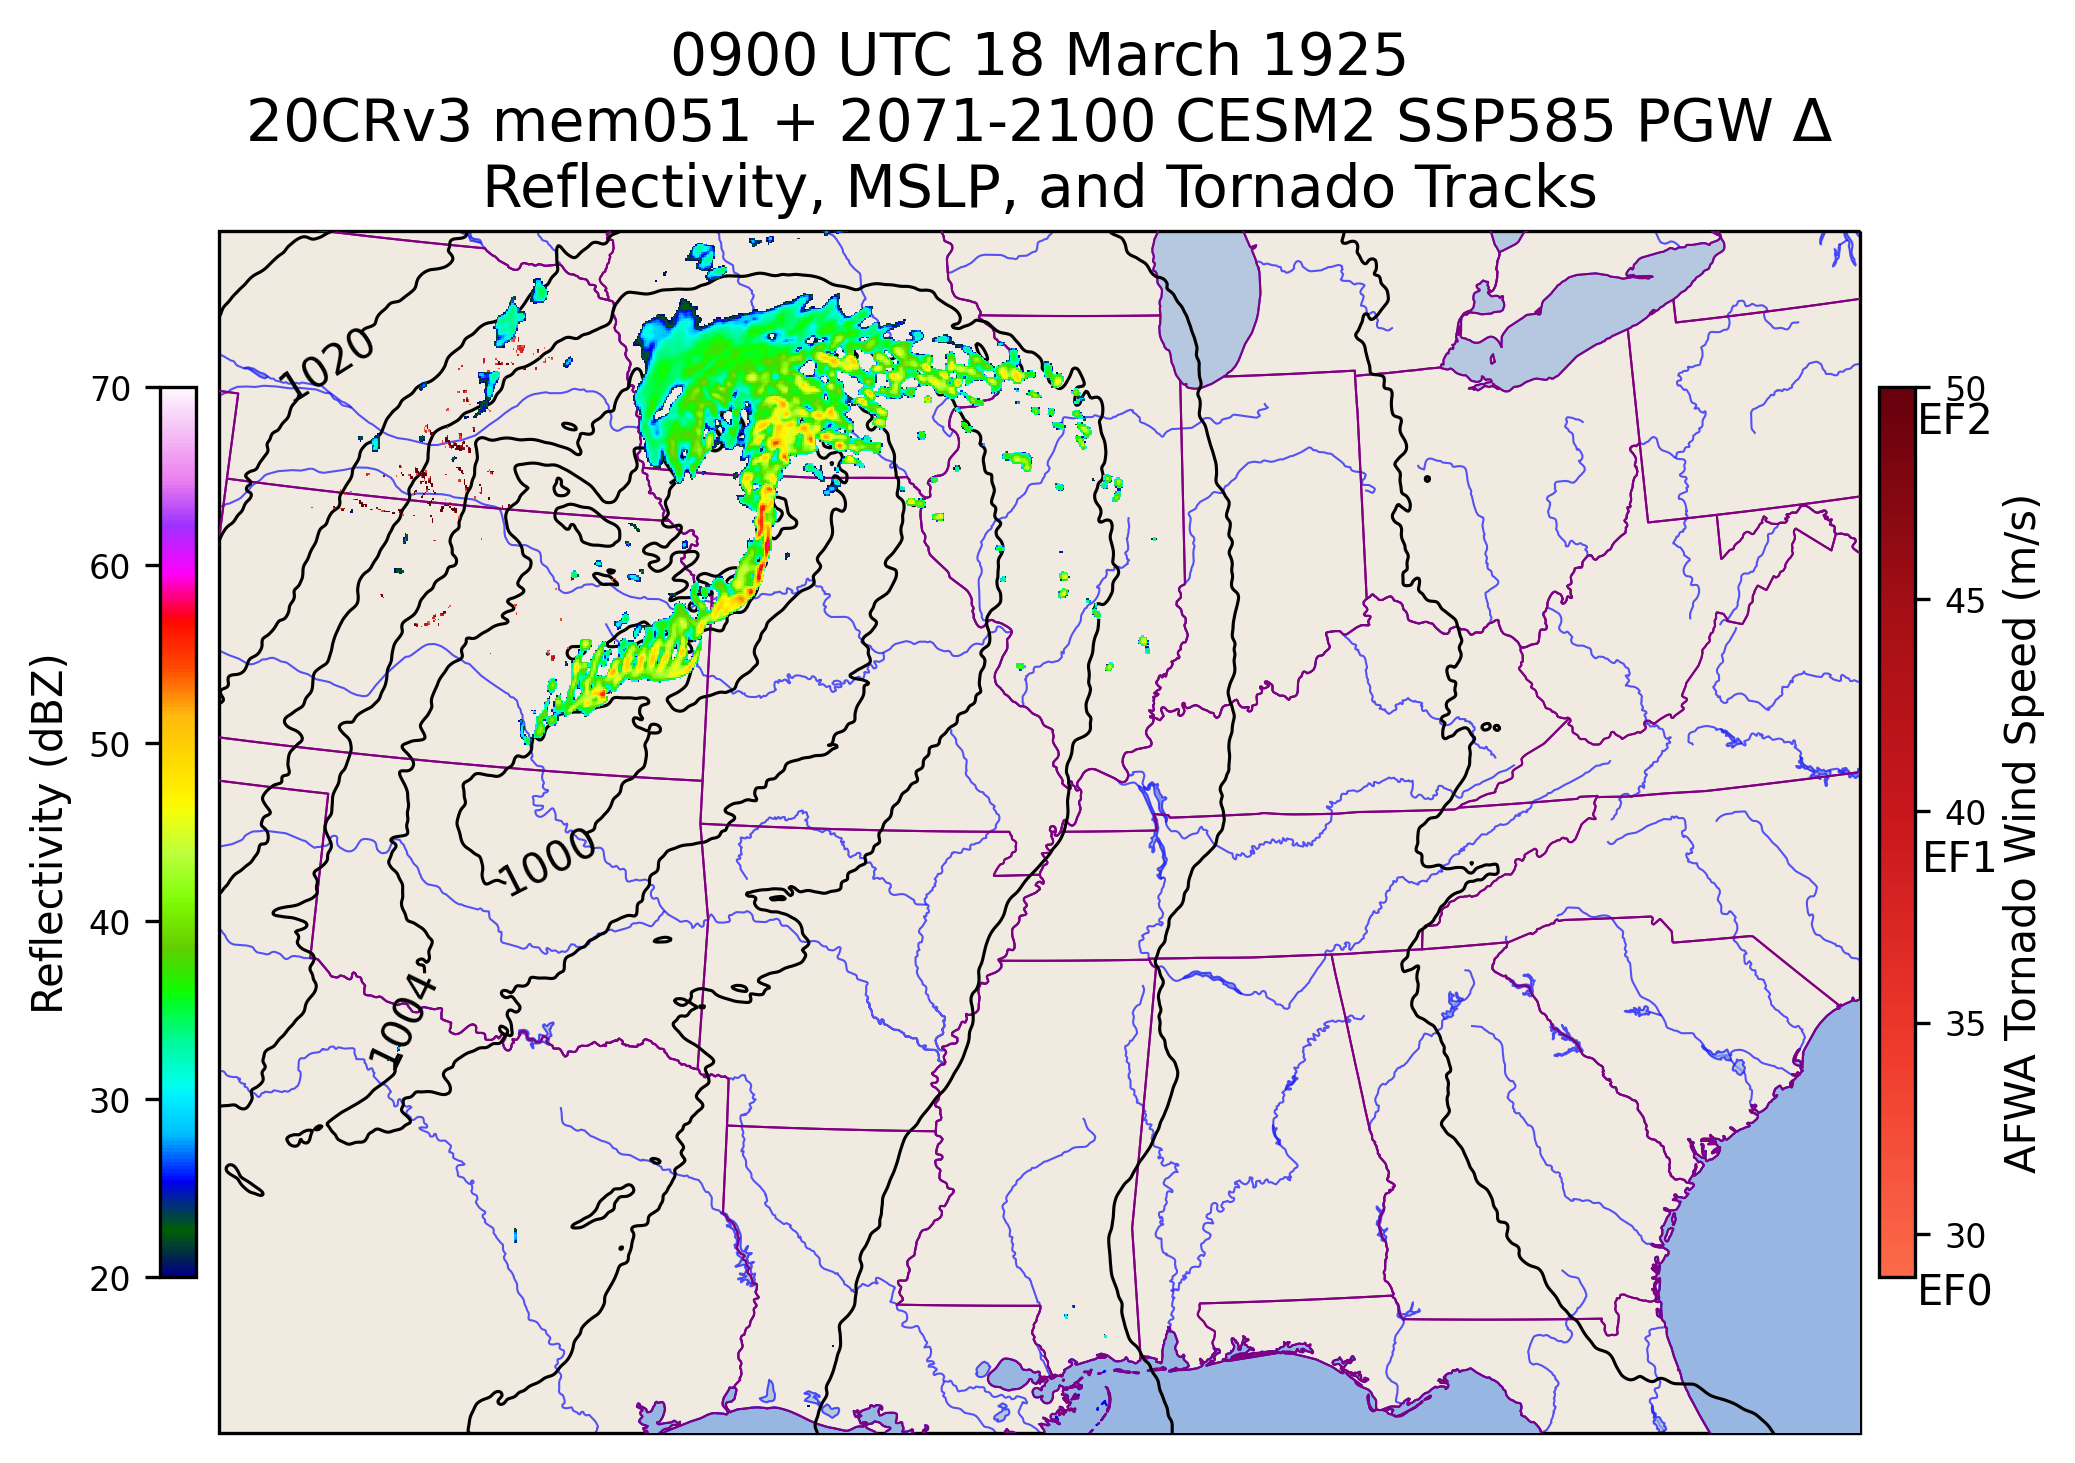 0900 UTC 18 March 1925
20CRv3 mem051 + 2071-2100 CESM2 SSP585 PGW Δ
Reflectivity, MSLP, and Tornado Tracks
1020
1000
1004
70
60
50
40
30
20
Reflectivity (dBZ)
50
EF2
45
40
EF1
35
30
EF0
AFWA Tornado Wind Speed (m/s)